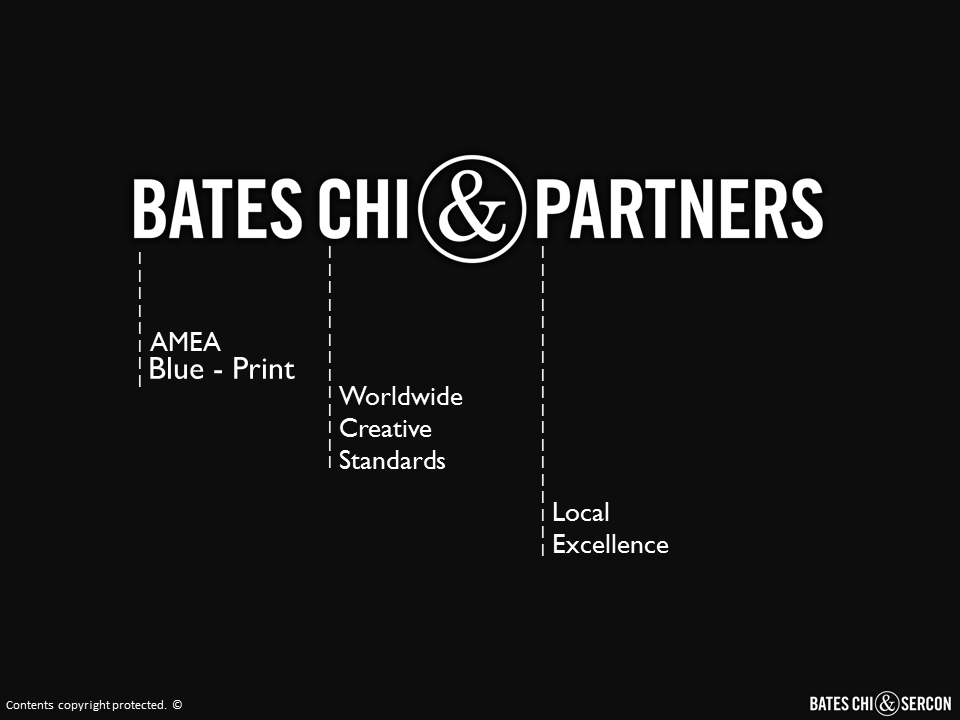 BATES CHI & PARTNERS
AMEA
Blue - Print
Worldwide
Creative
Standards
Local
Excellence
Contents copyright protected. ©
BATES CHI & SERCON